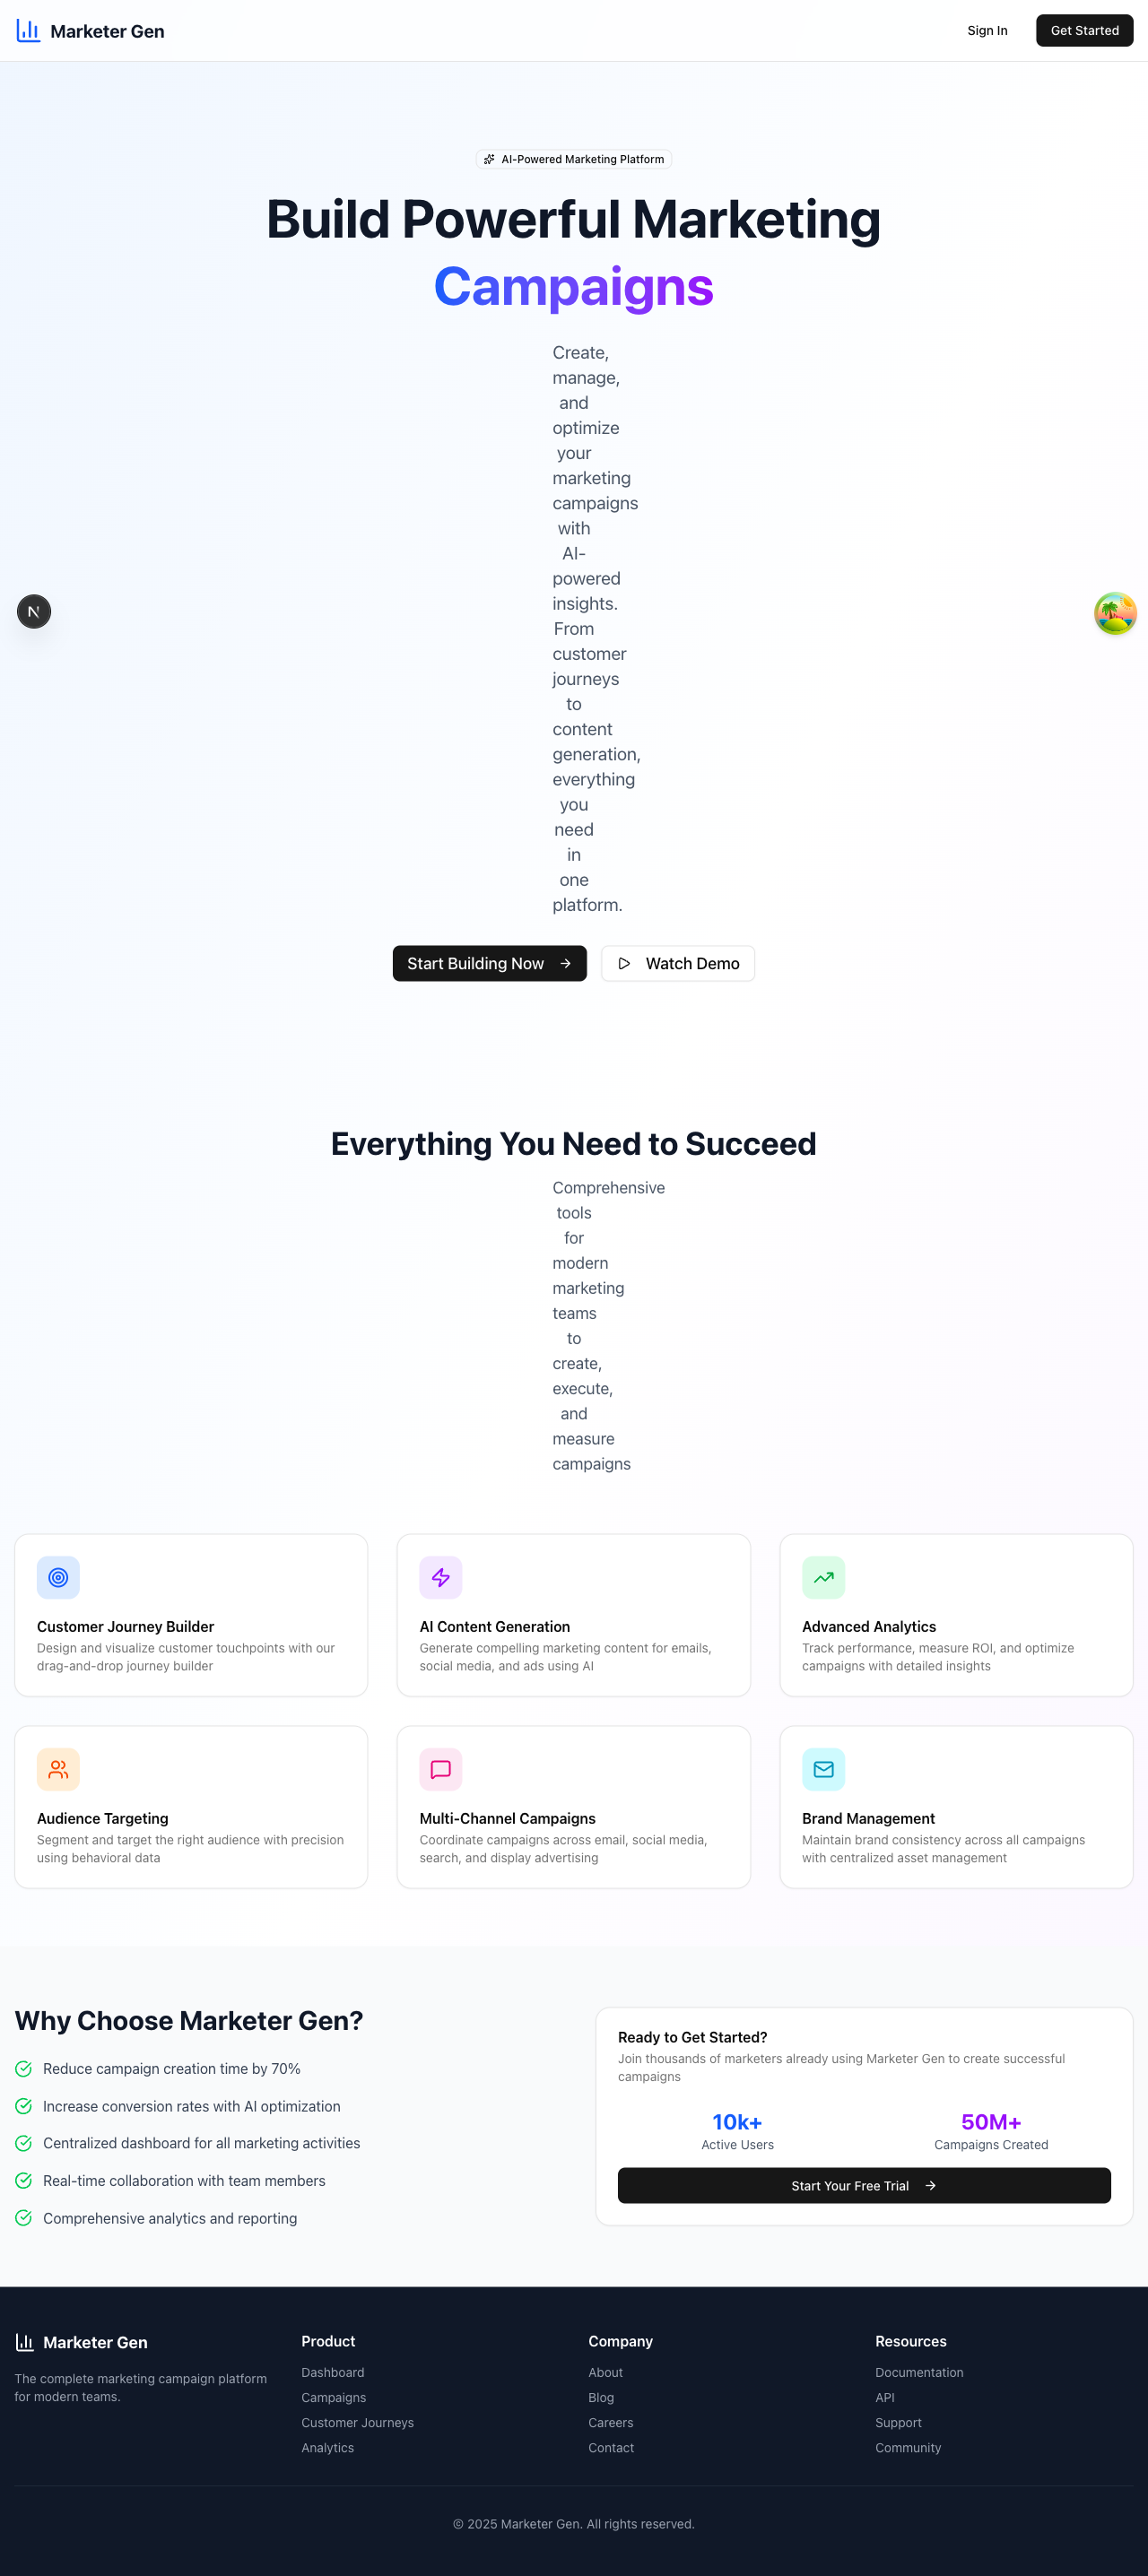 Marketer Gen
Sign In
Get Started
AI-Powered Marketing Platform
Build Powerful Marketing
Campaigns
Create,
manage,
and
optimize
your
marketing
campaigns
with
AI-
powered
insights.
From
customer
journeys
to
content
generation,
everything
you
need
in
one
platform.
N
Start Building Now
Watch Demo
Everything You Need to Succeed
Comprehensive
tools
for
modern
marketing
teams
to
create,
execute,
and
measure
campaigns
Customer Journey Builder
Design and visualize customer touchpoints with our
drag-and-drop journey builder
AI Content Generation
Generate compelling marketing content for emails,
social media, and ads using AI
Advanced Analytics
Track performance, measure ROI, and optimize
campaigns with detailed insights
Audience Targeting
Segment and target the right audience with precision
using behavioral data
Multi-Channel Campaigns
Coordinate campaigns across email, social media,
search, and display advertising
Brand Management
Maintain brand consistency across all campaigns
with centralized asset management
Why Choose Marketer Gen?
Reduce campaign creation time by 70%
Increase conversion rates with AI optimization
Centralized dashboard for all marketing activities
Real-time collaboration with team members
Comprehensive analytics and reporting
Ready to Get Started?
Join thousands of marketers already using Marketer Gen to create successful
campaigns
10k+
Active Users
50M+
Campaigns Created
Start Your Free Trial
Marketer Gen
The complete marketing campaign platform
for modern teams.
Product
Dashboard
Campaigns
Customer Journeys
Analytics
Company
About
Blog
Careers
Contact
Resources
Documentation
API
Support
Community
© 2025 Marketer Gen. All rights reserved.